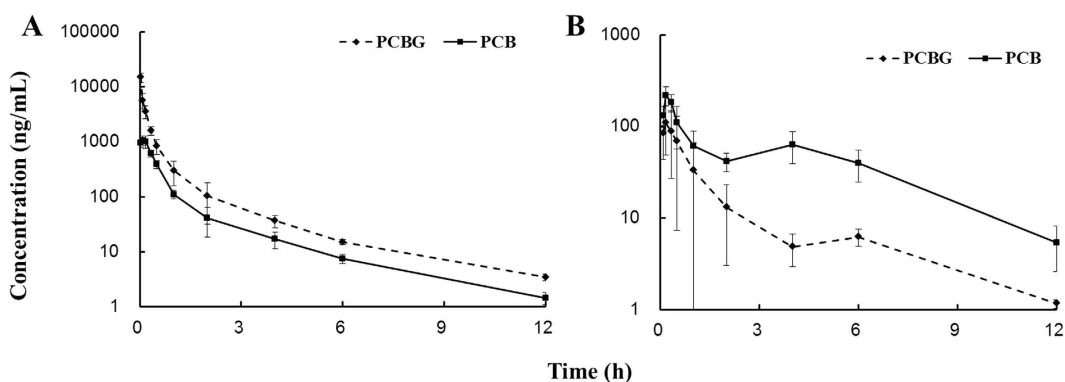 A
B
PCBG PCB
PCBG PCB
Concentration (ng/mL)
100000
10000
1000
100
10
1
0 3 6 9 12
1000
100
10
1
0 3 6 9 12
Time (h)